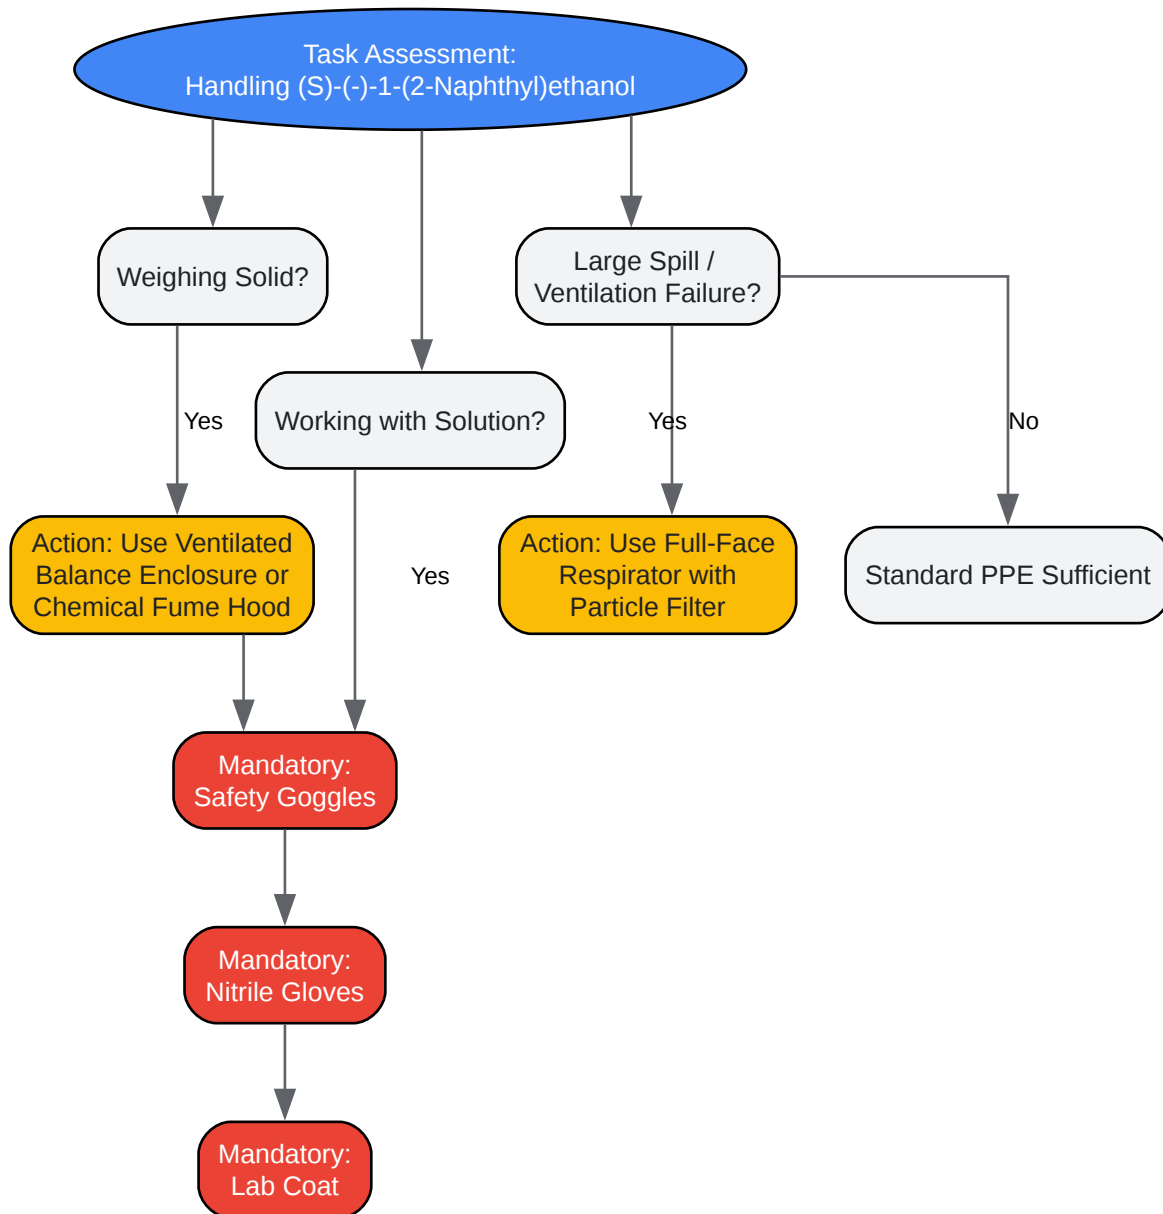 Task Assessment:
Handling (S)-(-)-1-(2-Naphthyl)ethanol
Weighing Solid?
Large Spill /
Ventilation Failure?
Working with Solution?
Yes
Yes
No
Action: Use Ventilated
Balance Enclosure or
Chemical Fume Hood
Yes
Action: Use Full-Face
Respirator with
Particle Filter
Standard PPE Sufficient
Mandatory:
Safety Goggles
Mandatory:
Nitrile Gloves
Mandatory:
Lab Coat